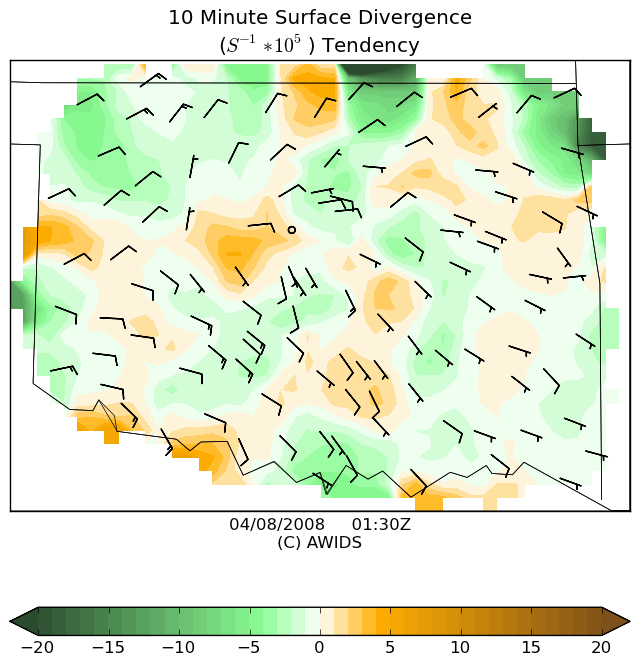 10 Minute Surface Divergence
(S⁻¹ *10⁵ ) Tendency
04/08/2008 01:30Z
(C) AWIDS
−20 −15 −10 −5 0 5 10 15 20